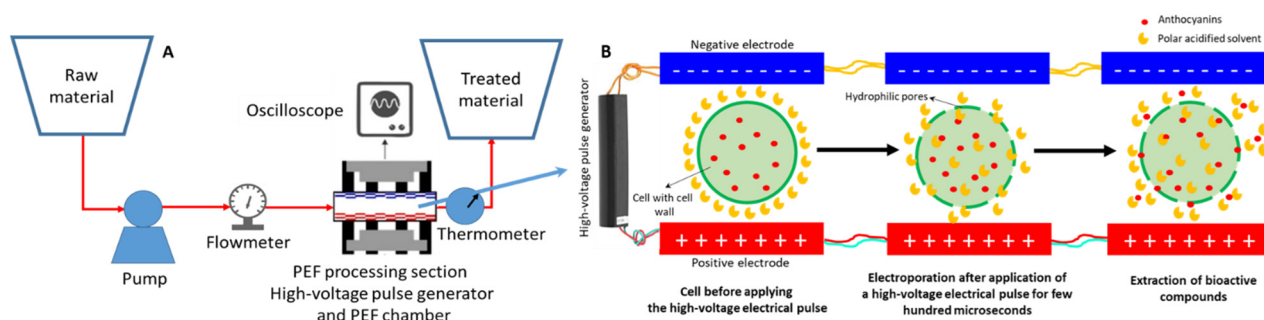 A
Raw
material
Oscilloscope
Treated
material
Pump
Flowmeter
Thermometer
PEF processing section
High-voltage pulse generator
and PEF chamber
B
Anthocyanins
Polar acidified solvent
High-voltage pulse generator
Negative electrode
- - - - - - -
- - - - - - -
- - - - - - -
Hydrophilic pores
Cell with cell
wall
+ + + + + + +
+ + + + + + +
+ + + + + + +
Positive electrode
Cell before applying
the high-voltage electrical pulse
Electroporation after application of
a high-voltage electrical pulse for few
hundred microseconds
Extraction of bioactive
compounds